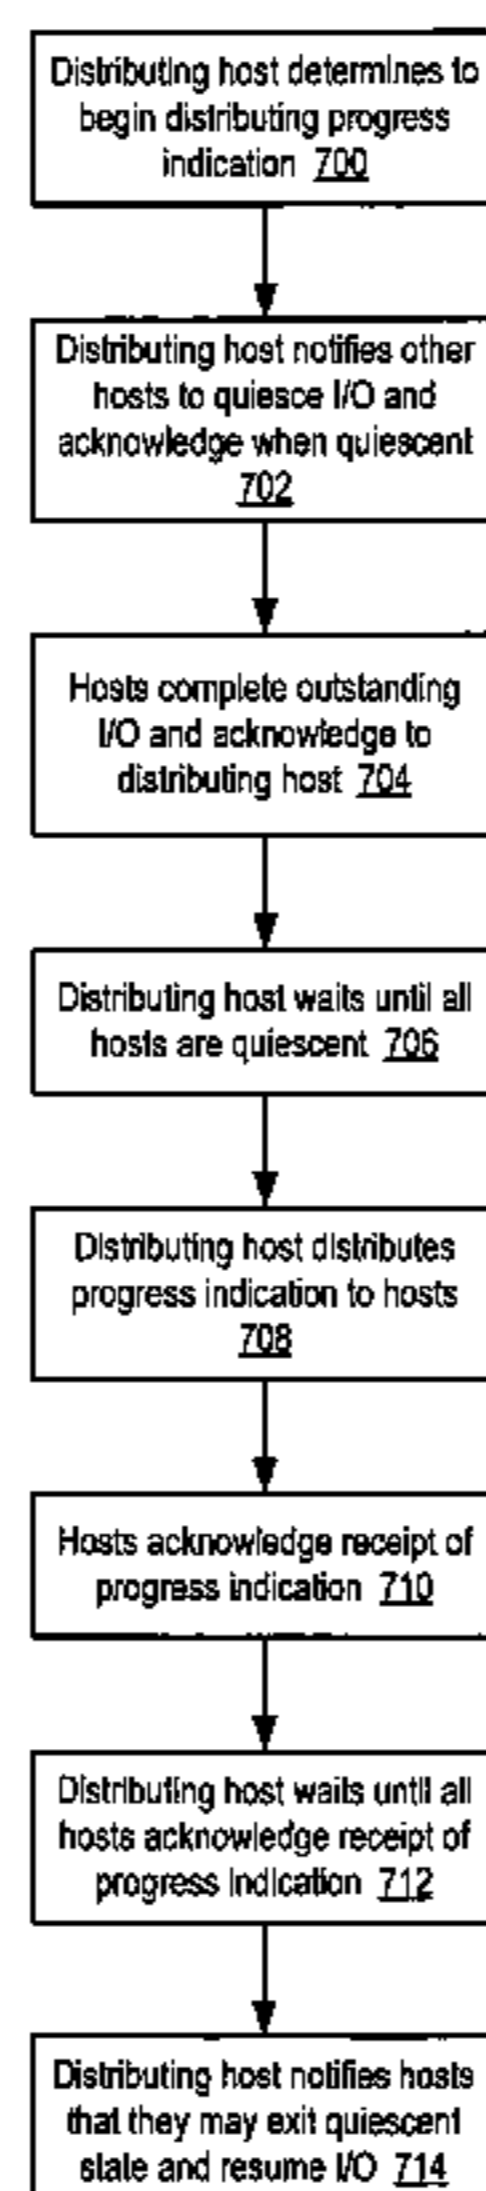 Distributing host determines to
begin distributing progress
indication 700
Distributing host notifies other
hosts to quiesce I/O and
acknowledge when quiescent
702
Hosts complete outstanding
I/O and acknowledge to
distributing host 704
Distributing host waits until all
hosts are quiescent 706
Distributing host distributes
progress indication to hosts
708
Hosts acknowledge receipt of
progress indication 710
Distributing host waits until all
hosts acknowledge receipt of
progress indication 712
Distributing host notifies hosts
that they may exit quiescent
state and resume I/O 714